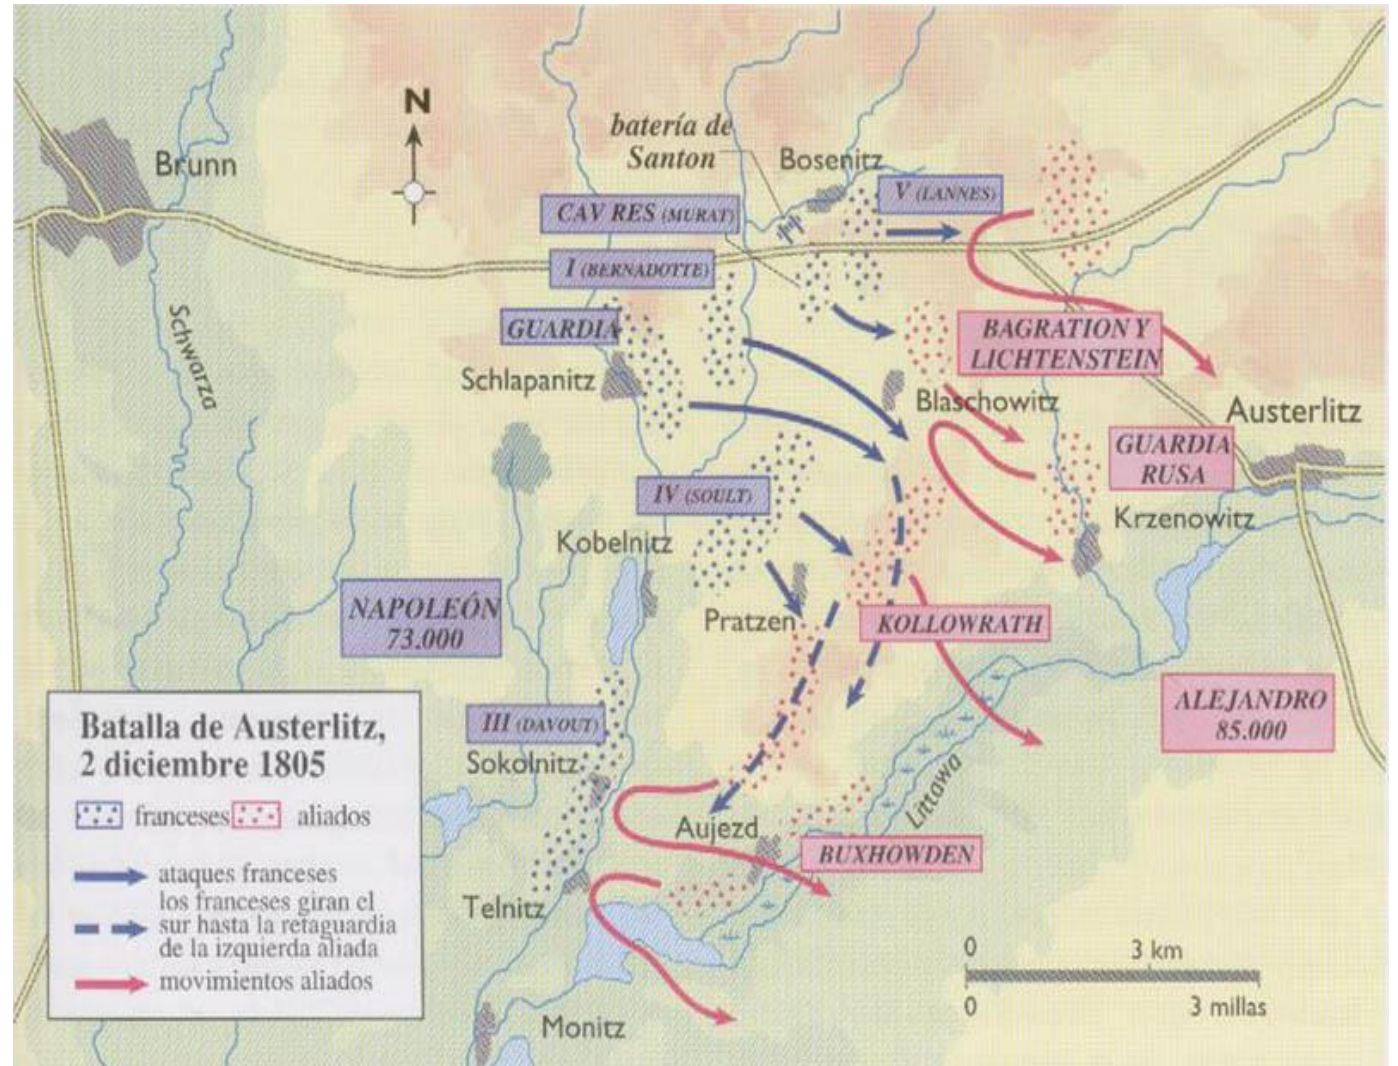 N
batería de
Santon
Bosenitz
Brunn
V (LANNES)
CAV RES (MURAT)
I (BERNADOTTE)
GUARDIA
BAGRATION Y
LICHTENSTEIN
Schwarza
Schlapanitz
Blaschowitz
Austerlitz
GUARDIA
RUSA
IV (SOULT)
Krzenowitz
Kobelnitz
NAPOLEÓN
73.000
Pratzen
KOLLOWRATH
ALEJANDRO
85.000
III (DAVOUT)
Sokolnitz
Littawa
Aujezd
BUXHOWDEN
Telnitz
Monitz
Batalla de Austerlitz,
2 diciembre 1805
franceses
aliados
ataques franceses
los franceses giran el
sur hasta la retaguardia
de la izquierda aliada
movimientos aliados
0 3 km
0 3 millas